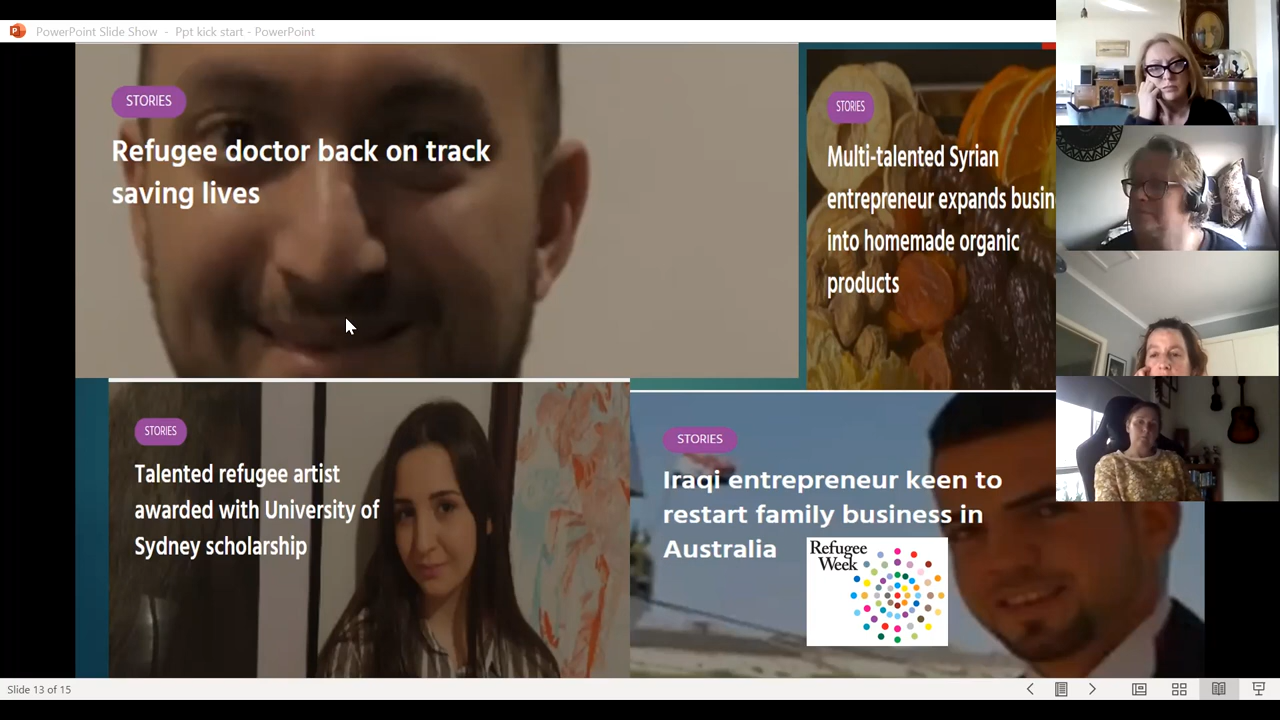 PowerPoint Slide Show - Ppt kick start - PowerPoint
STORIES
Refugee doctor back on track
saving lives
STORIES
Multi-talented Syrian
entrepreneur expands busin
into homemade organic
products
STORIES
Talented refugee artist
awarded with University of
Sydney scholarship
STORIES
Iraqi entrepreneur keen to
restart family business in
Australia
Refugee
Week
Slide 13 of 15